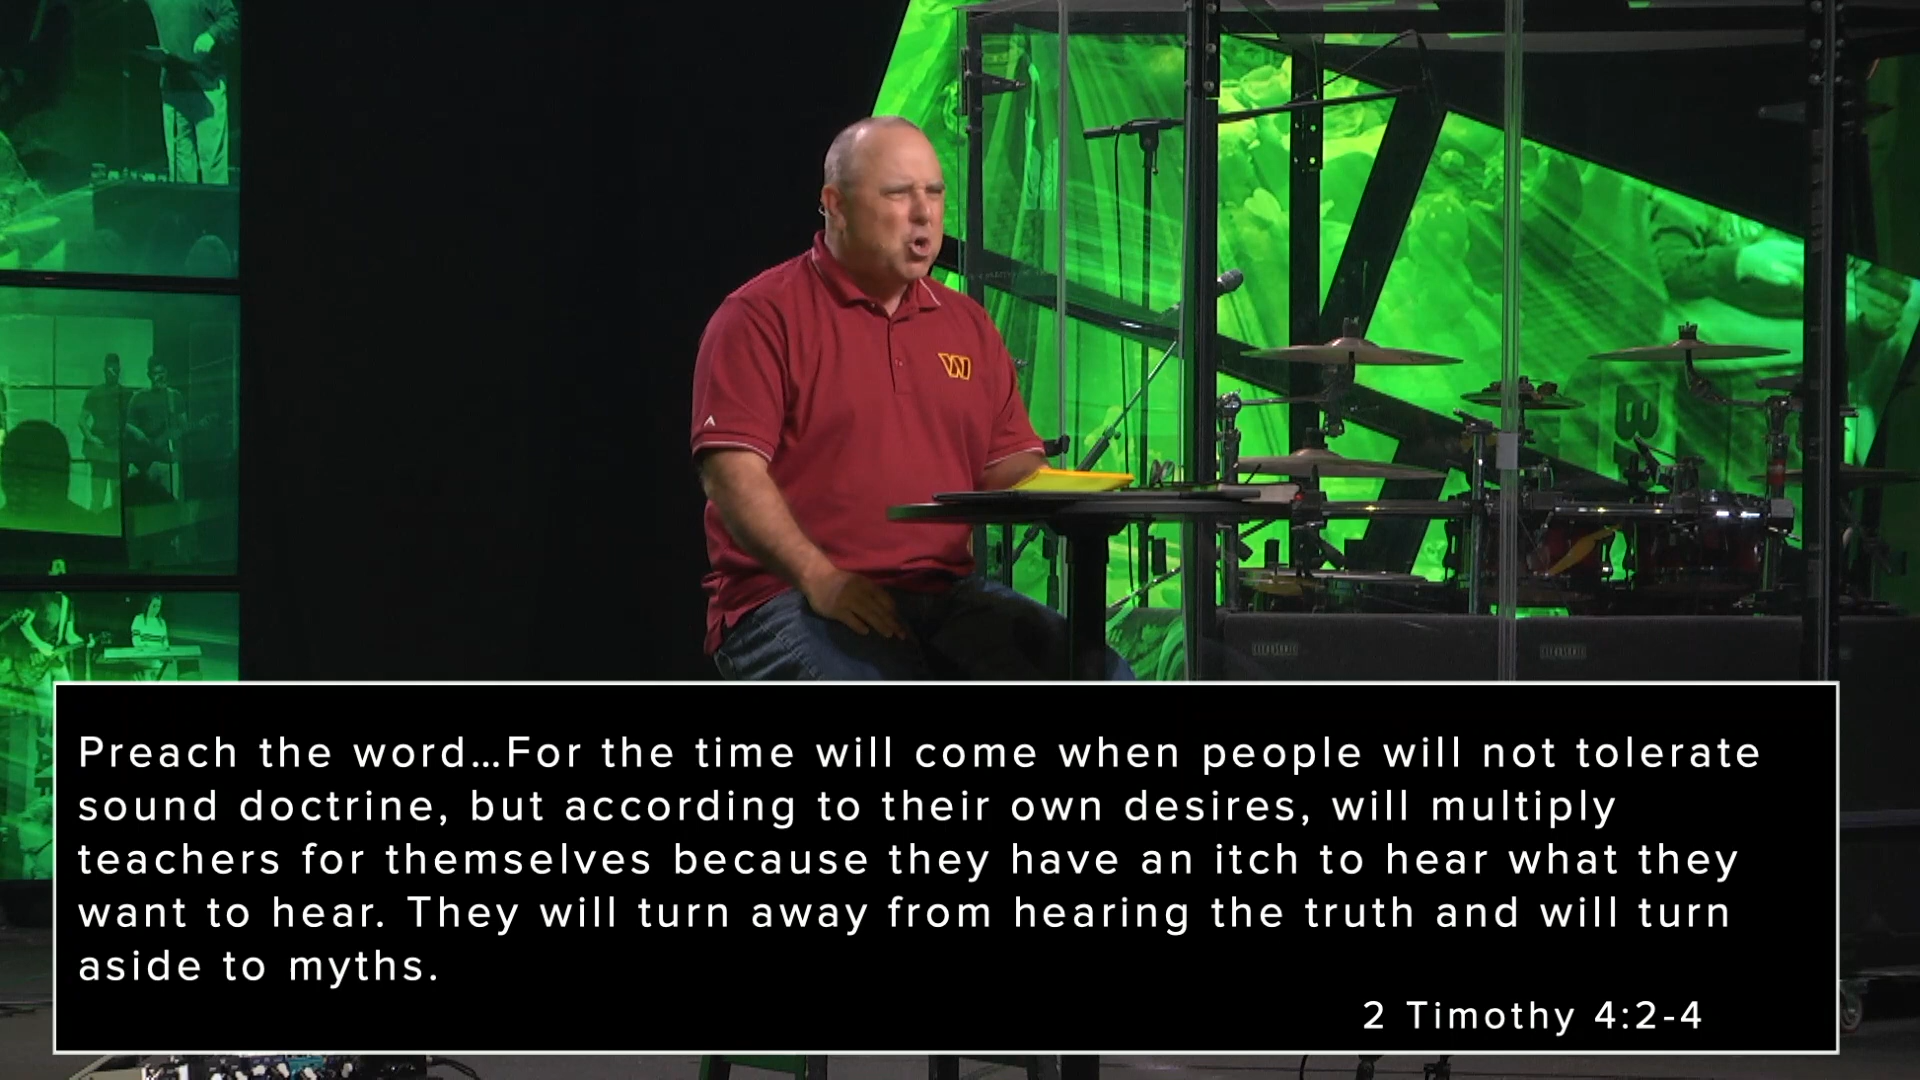 W
B
Preach the word…For the time will come when people will not tolerate
sound doctrine, but according to their own desires, will multiply
teachers for themselves because they have an itch to hear what they
want to hear. They will turn away from hearing the truth and will turn
aside to myths.
2 Timothy 4:2-4